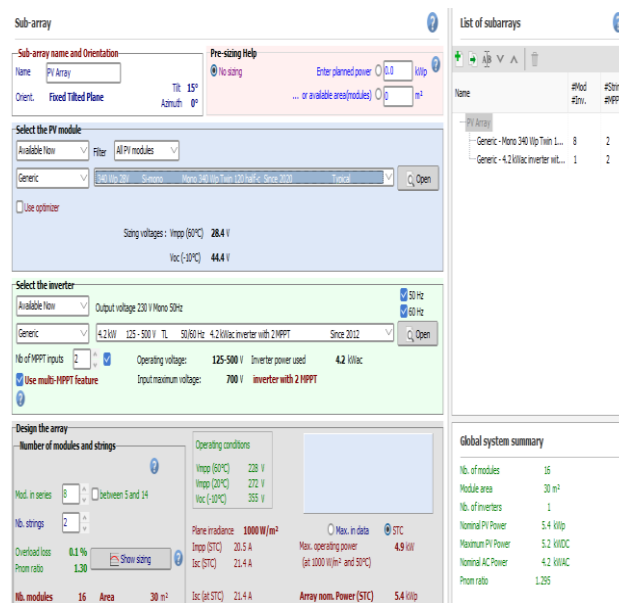 Sub-array
Sub-array name and Orientation
Name PV Array
Orient. Fixed Tilted Plane
Tilt 15°
Azimuth 0°
Pre-sizing Help
No sizing
Enter planned power 0.0 kWp
... or available area(modules) 0 m²
Select the PV module
Available Now Filter All PV modules
Generic 340 Wp 28V Si-mono Mono 340 Wp Twin 120 half-c Since 2020 Typical Open
Use optimizer
Sizing voltages : Vmpp (60°C) 28.4 V
Voc (-10°C) 44.4 V
Select the inverter
Available Now Output voltage 230 V Mono 50Hz
50 Hz
60 Hz
Generic 4.2 kW 125 - 500 V TL 50/60 Hz 4.2 kWac inverter with 2 MPPT Since 2012 Open
Nb of MPPT inputs 2 Operating voltage: 125-500 V Inverter power used 4.2 kWac
Use multi-MPPT feature Input maximum voltage: 700 V inverter with 2 MPPT
Design the array
Number of modules and strings
Mod. in series 8 between 5 and 14
Nb. strings 2
Overload loss 0.1 %
Pnom ratio 1.30
Show sizing
Nb. modules 16 Area 30 m²
Operating conditions
Vmpp (60°C) 228 V
Vmpp (20°C) 272 V
Voc (-10°C) 355 V
Plane irradiance 1000 W/m²
Impp (STC) 20.5 A
Isc (STC) 21.4 A
Isc (at STC) 21.4 A
Max. in data STC
Max. operating power 4.9 kW
(at 1000 W/m² and 50°C)
Array nom. Power (STC) 5.4 kWp
List of subarrays
Name #Mod #Strin
#Inv. #MPP
PV Array
Generic - Mono 340 Wp Twin 1... 8 2
Generic - 4.2 kWac inverter wit... 1 2
Global system summary
Nb. of modules 16
Module area 30 m²
Nb. of inverters 1
Nominal PV Power 5.4 kWp
Maximum PV Power 5.2 kWDC
Nominal AC Power 4.2 kWAC
Pnom ratio 1.295